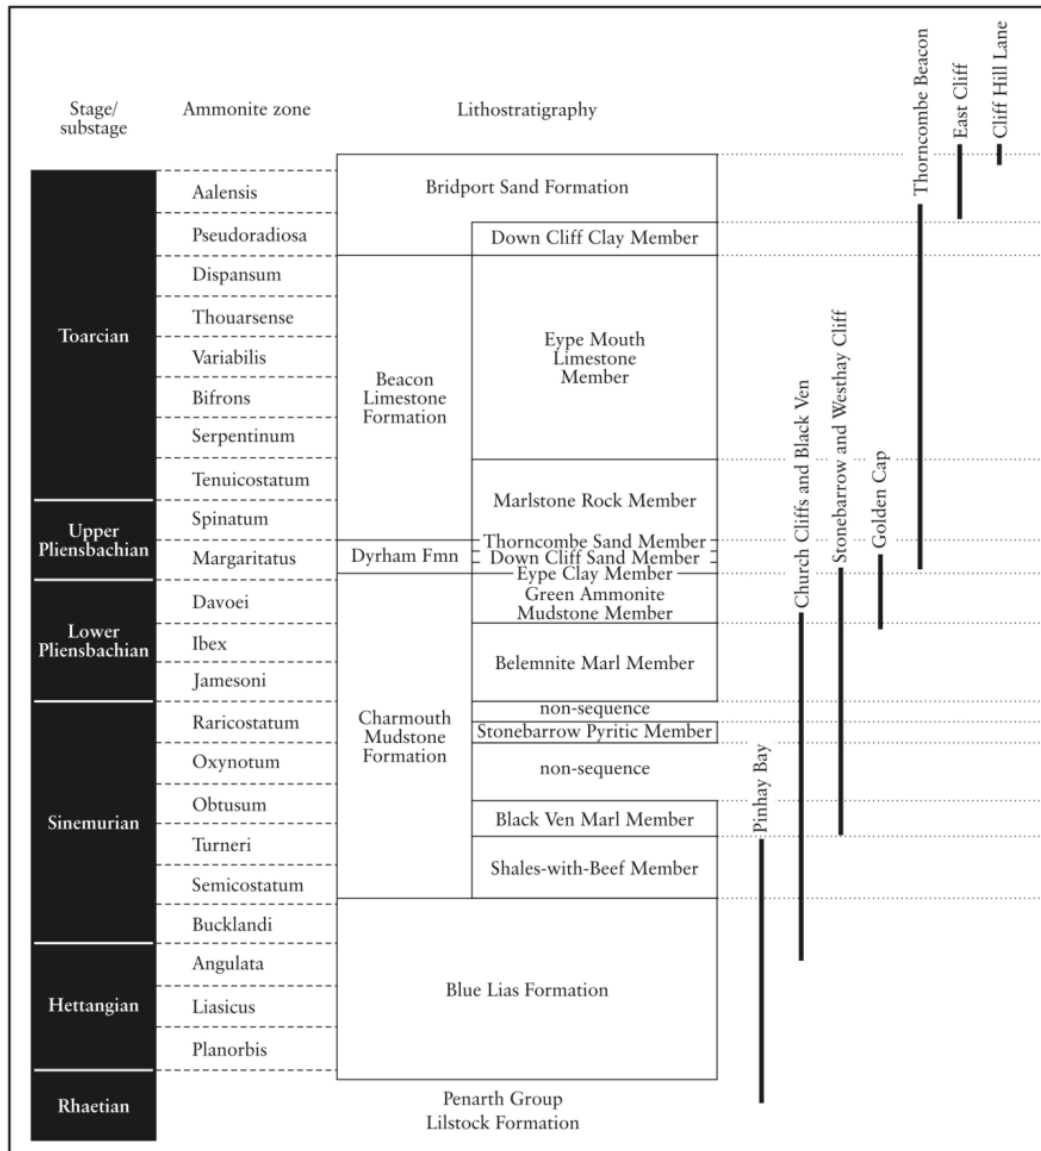 Stage/
substage
Ammonite zone
Lithostratigraphy
Thorncombe Beacon
East Cliff
Cliff Hill Lane
Bridport Sand Formation
Aalensis
Pseudoradiosa
Down Cliff Clay Member
Dispansum
Thouarsense
Toarcian
Variabilis
Eype Mouth
Limestone
Member
Beacon
Limestone
Formation
Bifrons
Serpentinum
Tenuicostatum
Church Cliffs and Black Ven
Stonebarrow and Westhay Cliff
Golden Cap
Marlstone Rock Member
Upper
Pliensbachian
Spinatum
Thorncombe Sand Member
Margaritatus
Dyrham Fmn
Down Cliff Sand Member
Eype Clay Member
Green Ammonite
Mudstone Member
Davoei
Lower
Pliensbachian
Ibex
Belemnite Marl Member
Jamesoni
non-sequence
Raricostatum
Charmouth
Mudstone
Formation
Stonebarrow Pyritic Member
Oxynotum
non-sequence
Pinhay Bay
Obtusum
Black Ven Marl Member
Sinemurian
Turneri
Shales-with-Beef Member
Semicostatum
Bucklandi
Angulata
Blue Lias Formation
Hettangian
Liasicus
Planorbis
Rhaetian
Penarth Group
Lilstock Formation